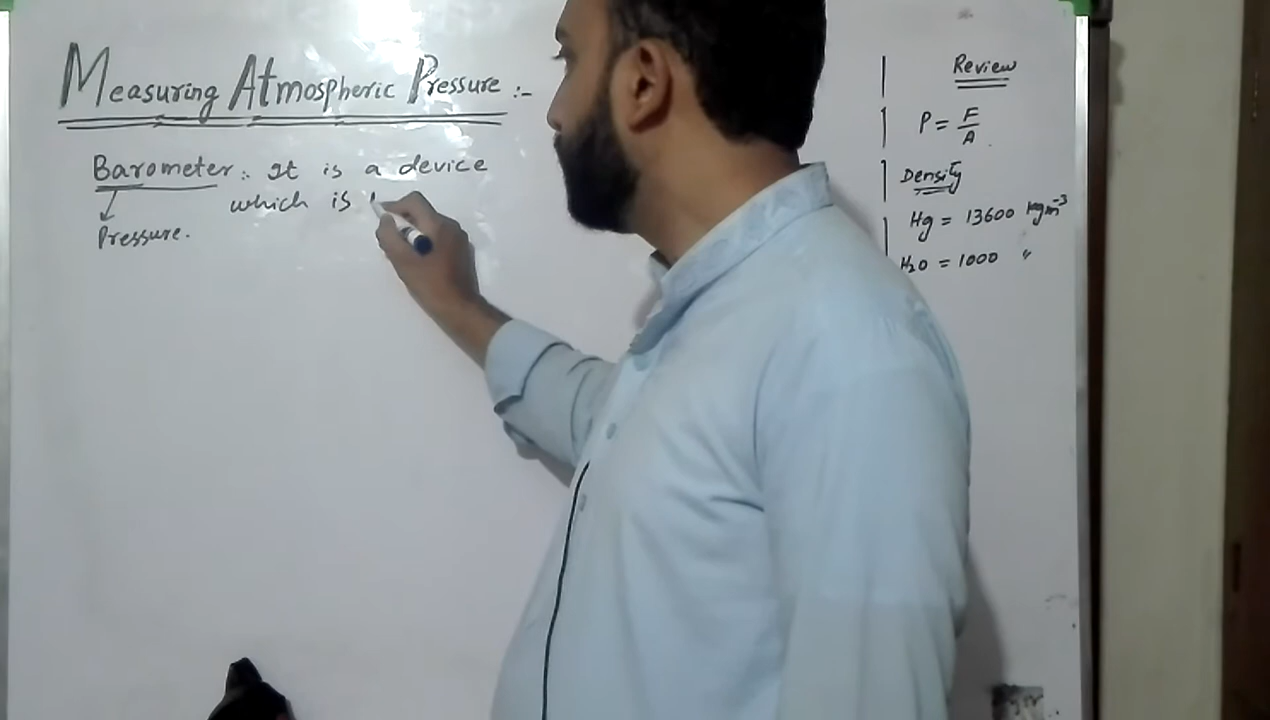 Measuring Atmospheric Pressure :-
Barometer :. It is a device
which is
Pressure.
Review
P = F/A
Density
Hg = 13600 kgm⁻³
H₂O = 1000 "